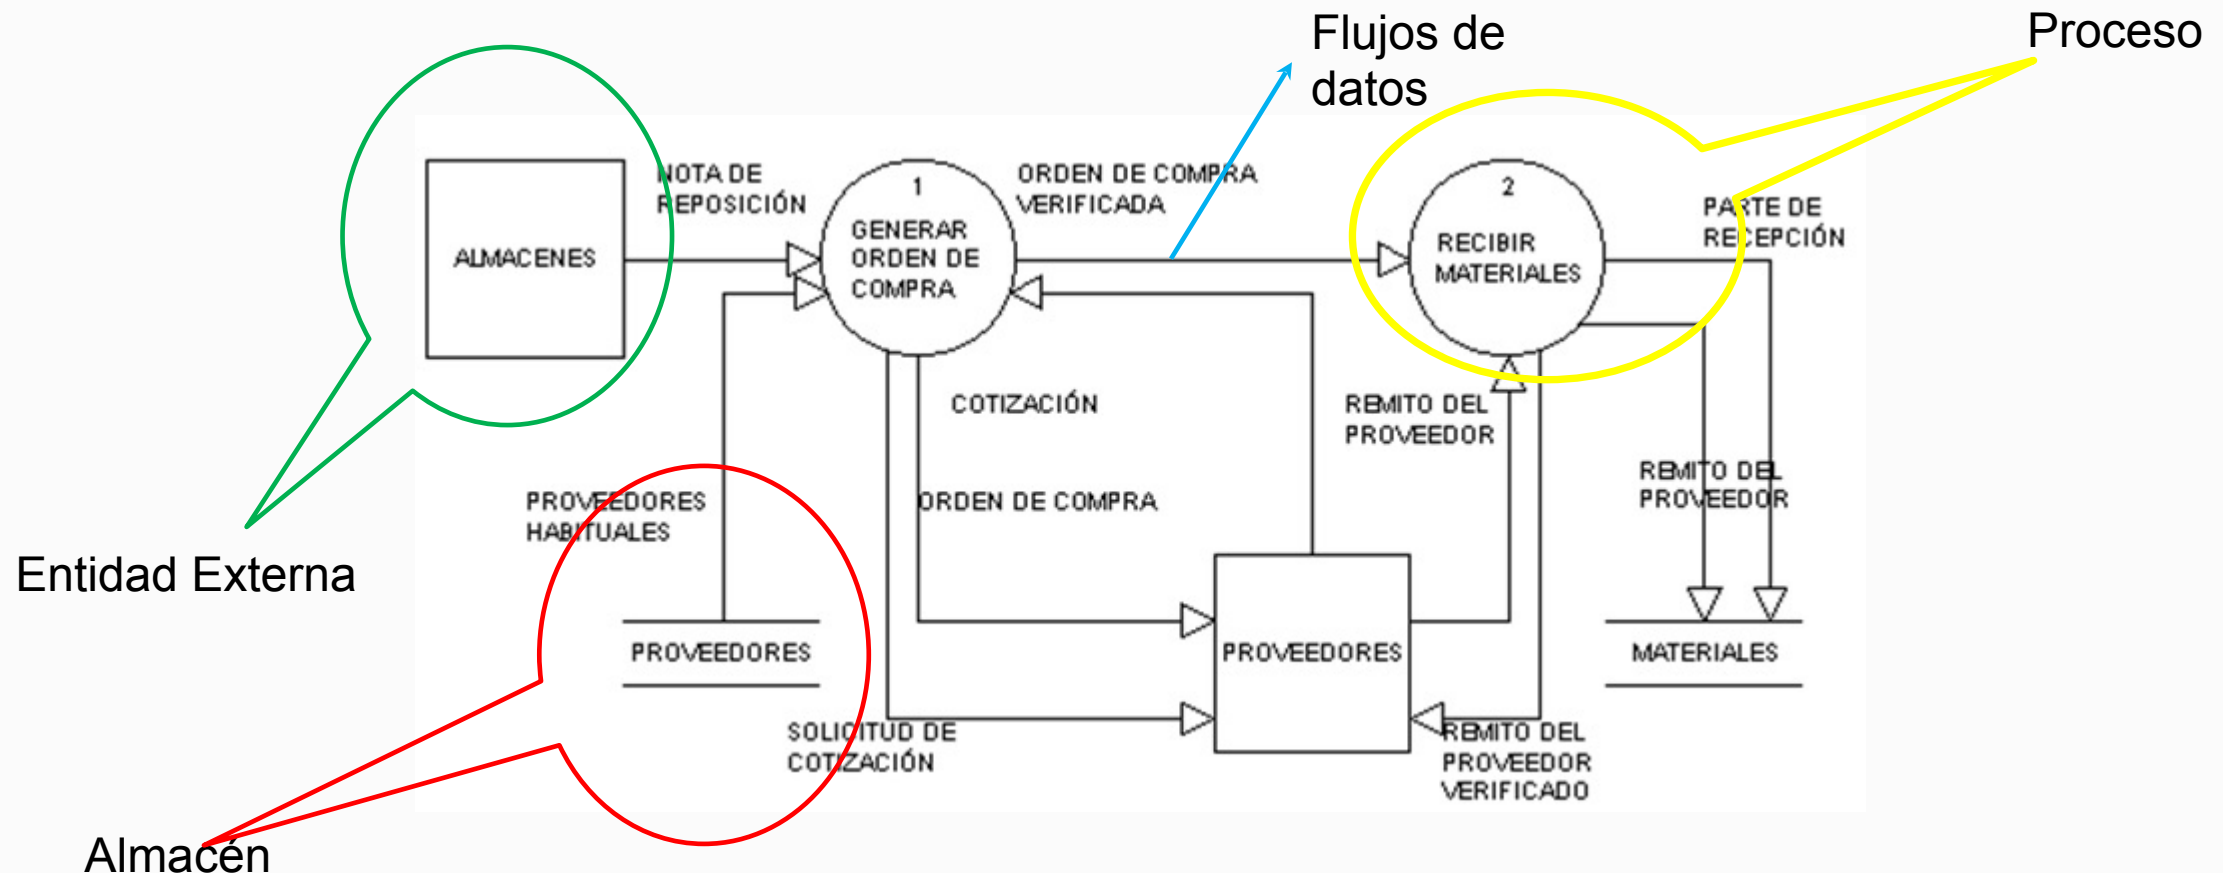 Flujos de
datos
Proceso
NOTA DE
REPOSICIÓN
1
GENERAR
ORDEN DE
COMPRA
ORDEN DE COMPRA
VERIFICADA
2
RECIBIR
MATERIALES
PARTE DE
RECEPCIÓN
ALMACENES
COTIZACIÓN
REMITO DEL
PROVEEDOR
PROVEEDORES
HABITUALES
ORDEN DE COMPRA
REMITO DEL
PROVEEDOR
Entidad Externa
PROVEEDORES
PROVEEDORES
MATERIALES
SOLICITUD DE
COTIZACIÓN
REMITO DEL
PROVEEDOR
VERIFICADO
Almacén